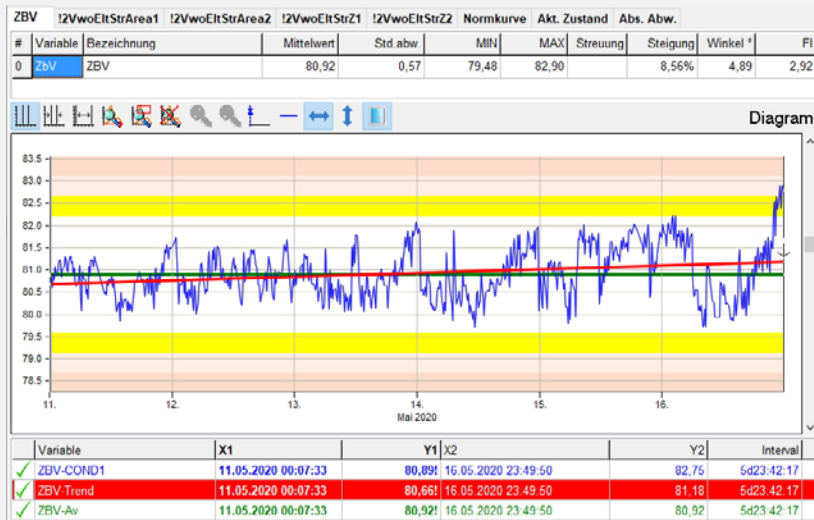 ZBV !2VwoEltStrArea1 !2VwoEltStrArea2 !2VwoEltStrZ1 !2VwoEltStrZ2 Normkurve Akt. Zustand Abs. Abw.
# Variable Bezeichnung Mittelwert Std.abw. MIN MAX Streuung Steigung Winkel ° Fl
0 ZbV ZBV 80,92 0,57 79,48 82,90 8,56% 4,89 2,92
Diagram
83.5
83.0
82.5
82.0
81.5
81.0
80.5
80.0
79.5
79.0
78.5
11. 12. 13. 14. 15. 16.
Mai 2020
Variable X1 Y1 X2 Y2 Interval
ZBV-COND1 11.05.2020 00:07:33 80,89! 16.05.2020 23:49:50 82,75 5d23:42:17
ZBV-Trend 11.05.2020 00:07:33 80,66! 16.05.2020 23:49:50 81,18 5d23:42:17
ZBV-Av 11.05.2020 00:07:33 80,92! 16.05.2020 23:49:50 80,92 5d23:42:17